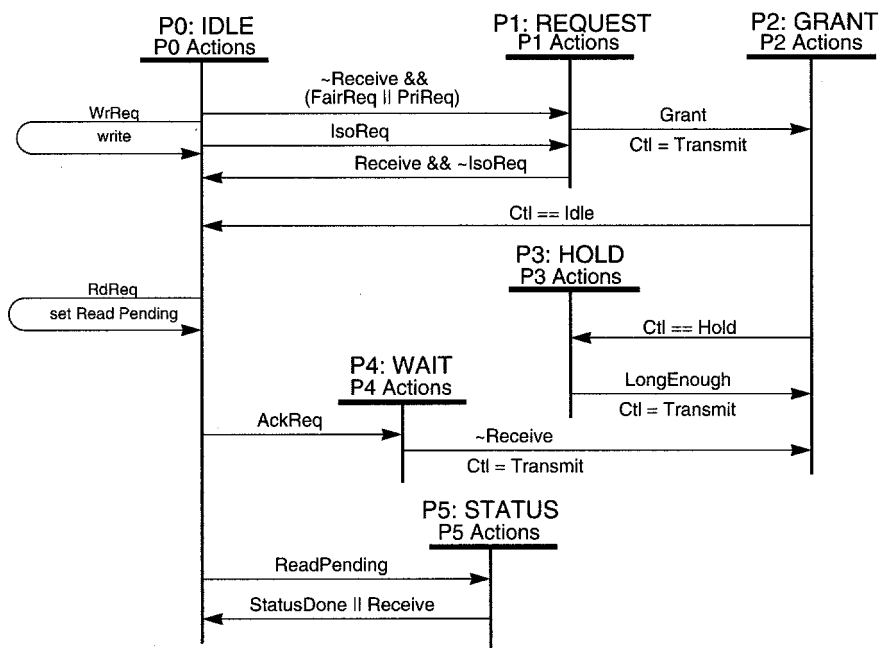 P0: IDLE
P0 Actions
P1: REQUEST
P1 Actions
P2: GRANT
P2 Actions
~Receive &&
(FairReq || PriReq)
WrReq
write
IsoReq
Grant
Ctl = Transmit
Receive && ~IsoReq
Ctl == Idle
P3: HOLD
P3 Actions
RdReq
set Read Pending
Ctl == Hold
P4: WAIT
P4 Actions
LongEnough
Ctl = Transmit
AckReq
~Receive
Ctl = Transmit
P5: STATUS
P5 Actions
ReadPending
StatusDone || Receive